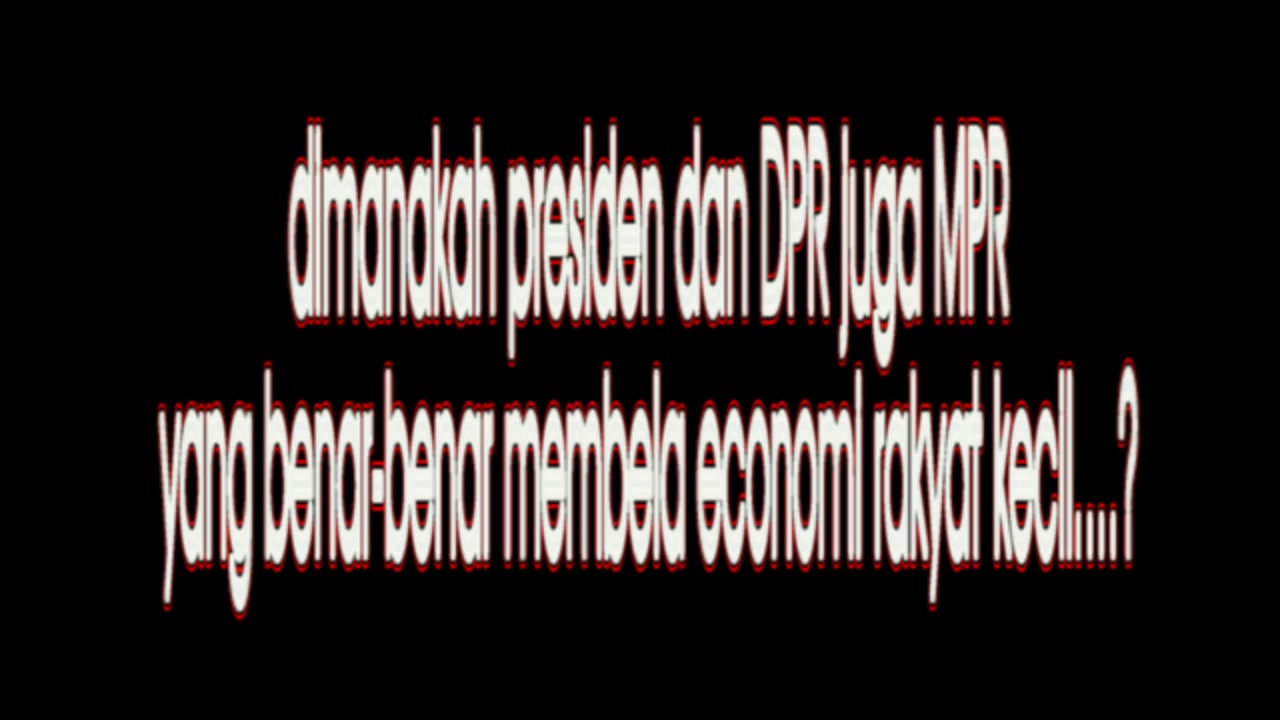 dimanakah presiden dan DPR juga MPR
yang benar-benar membela economi rakyat kecil....?